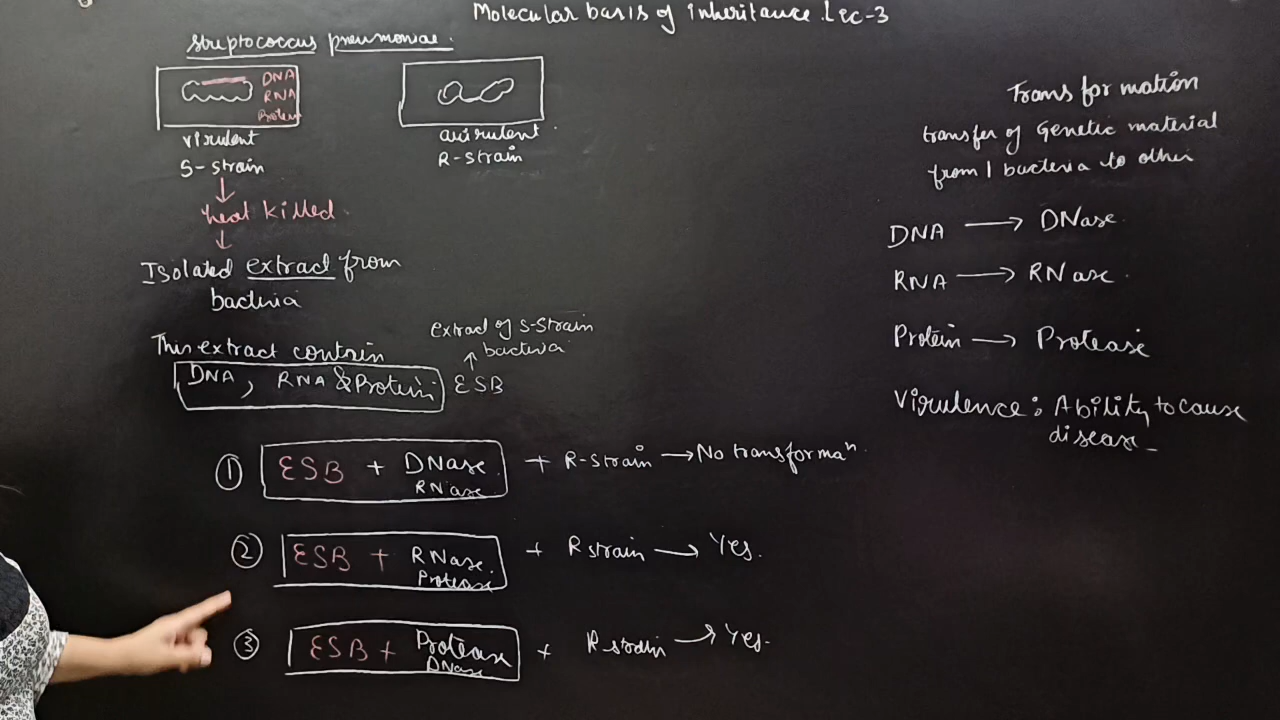 Molecular basis of inheritance. Lec-3
Streptococcus pneumoniae.
DNA
RNA
Protein
virulent
S-strain
heat killed.
Isolated extract from
bacteria
This extract contain
DNA, RNA & Protein
ESB
extract of S-Strain
bacteria
avirulent.
R-strain
① ESB + DNase. + R-Strain → No transformaⁿ.
RNase
② ESB + RNase. + R strain → Yes.
Protease
③ ESB + Protease + R strain → Yes.
DNase
Transformation
transfer of Genetic material
from 1 bacteria to other
DNA → DNase.
RNA → RNase.
Protein → Protease
Virulence: Ability to cause
disease